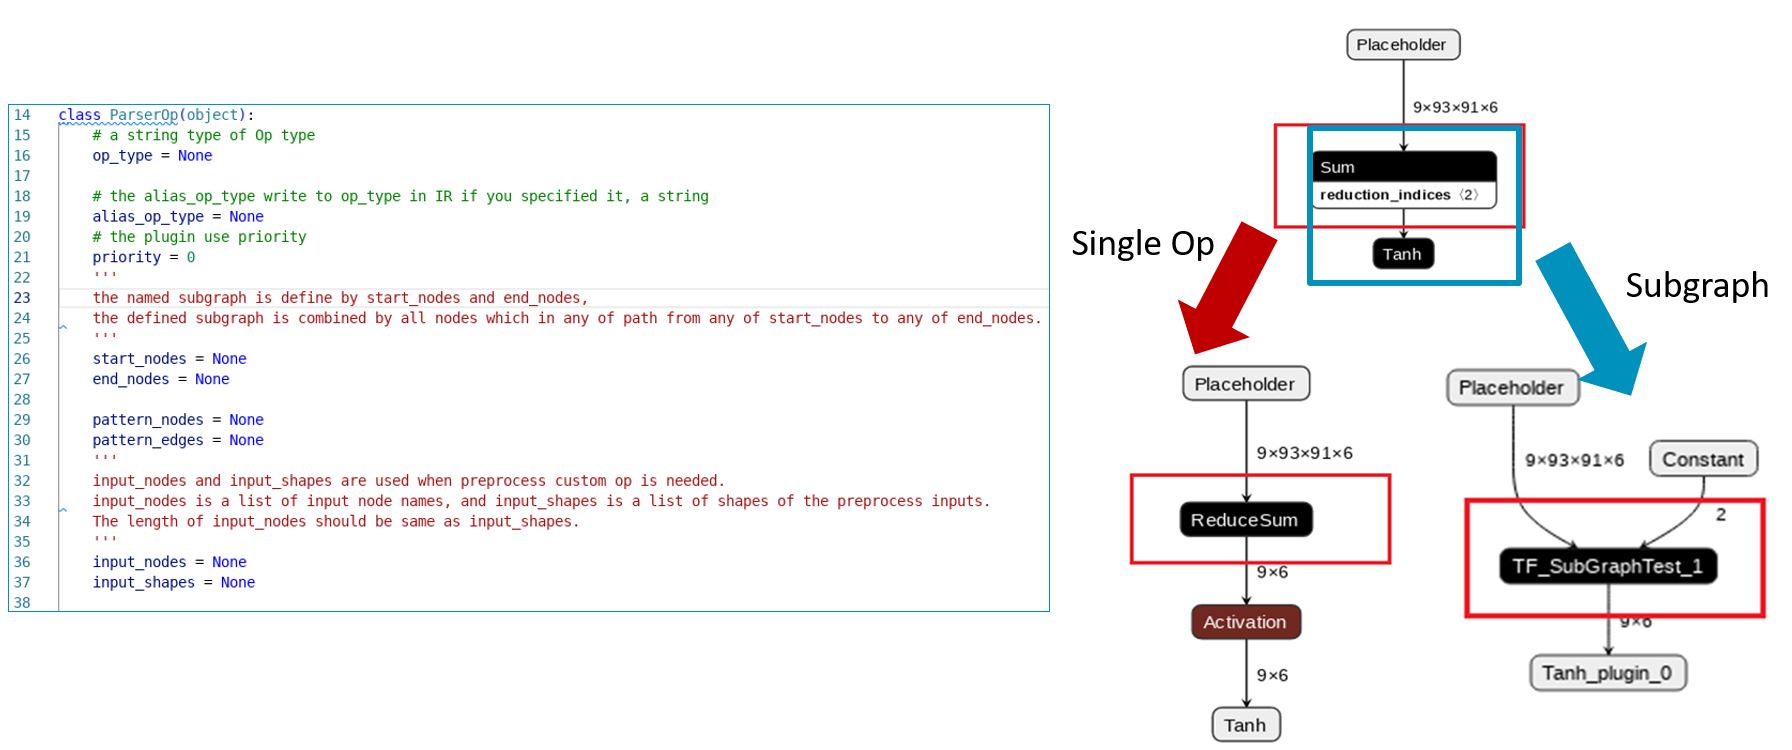 14 class ParserOp(object):
15 # a string type of Op type
16 op_type = None
17
18 # the alias_op_type write to op_type in IR if you specified it, a string
19 alias_op_type = None
20 # the plugin use priority
21 priority = 0
22 '''
23 the named subgraph is define by start_nodes and end_nodes,
24 the defined subgraph is combined by all nodes which in any of path from any of start_nodes to any of end_nodes.
25 '''
26 start_nodes = None
27 end_nodes = None
28
29 pattern_nodes = None
30 pattern_edges = None
31 '''
32 input_nodes and input_shapes are used when preprocess custom op is needed.
33 input_nodes is a list of input node names, and input_shapes is a list of shapes of the preprocess inputs.
34 The length of input_nodes should be same as input_shapes.
35 '''
36 input_nodes = None
37 input_shapes = None
38
Placeholder
9×93×91×6
Sum
reduction_indices 〈2〉
Tanh
Single Op
Subgraph
Placeholder
9×93×91×6
ReduceSum
9×6
Activation
9×6
Tanh
Placeholder
9×93×91×6
Constant
2
TF_SubGraphTest_1
9×6
Tanh_plugin_0